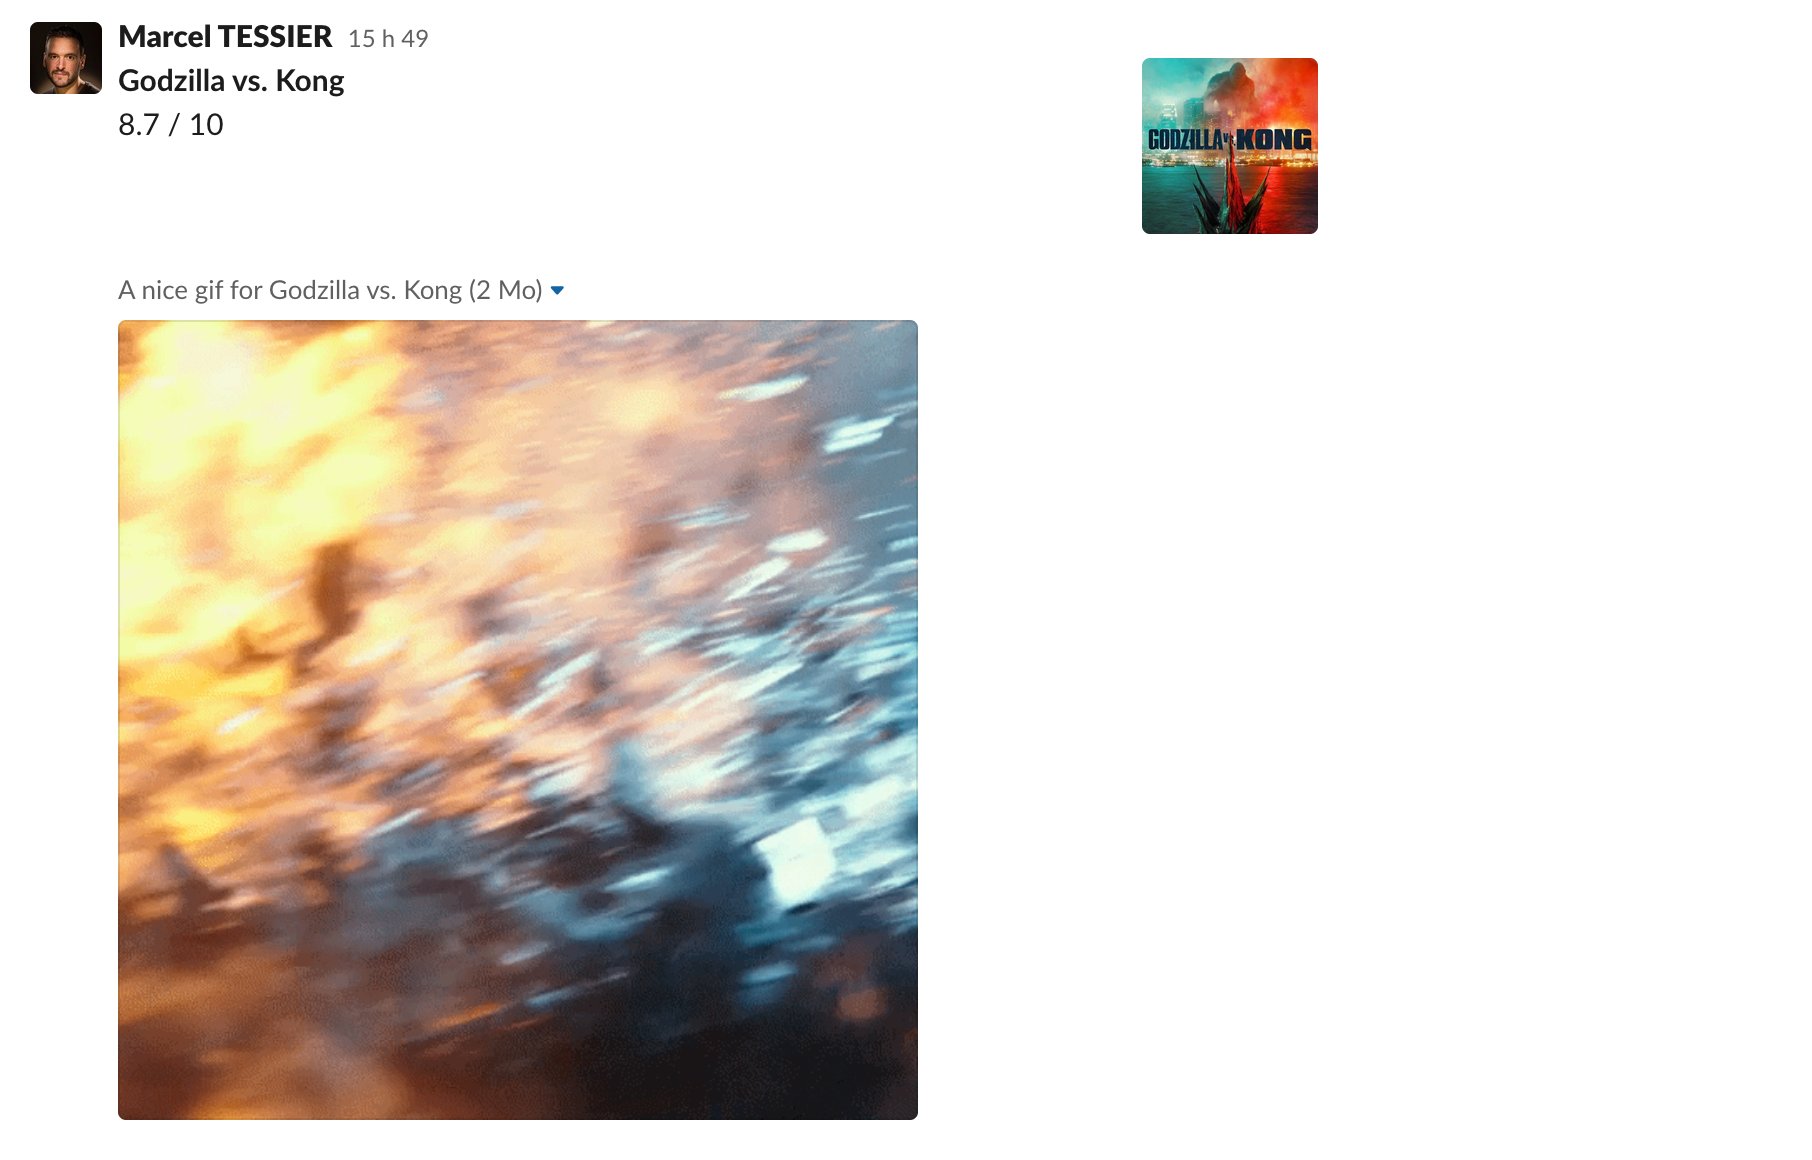 Marcel TESSIER 15 h 49
Godzilla vs. Kong
8.7 / 10
GODZILLA vs. KONG
A nice gif for Godzilla vs. Kong (2 Mo)